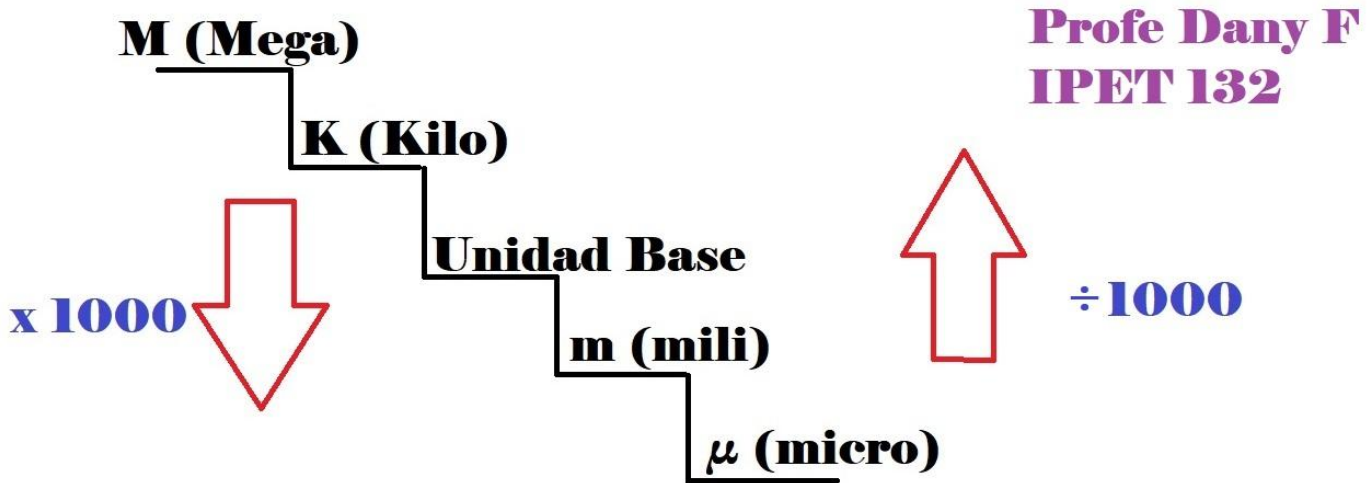 M (Mega)
Profe Dany F
IPET 132
K (Kilo)
Unidad Base
x 1000
÷1000
m (mili)
μ (micro)